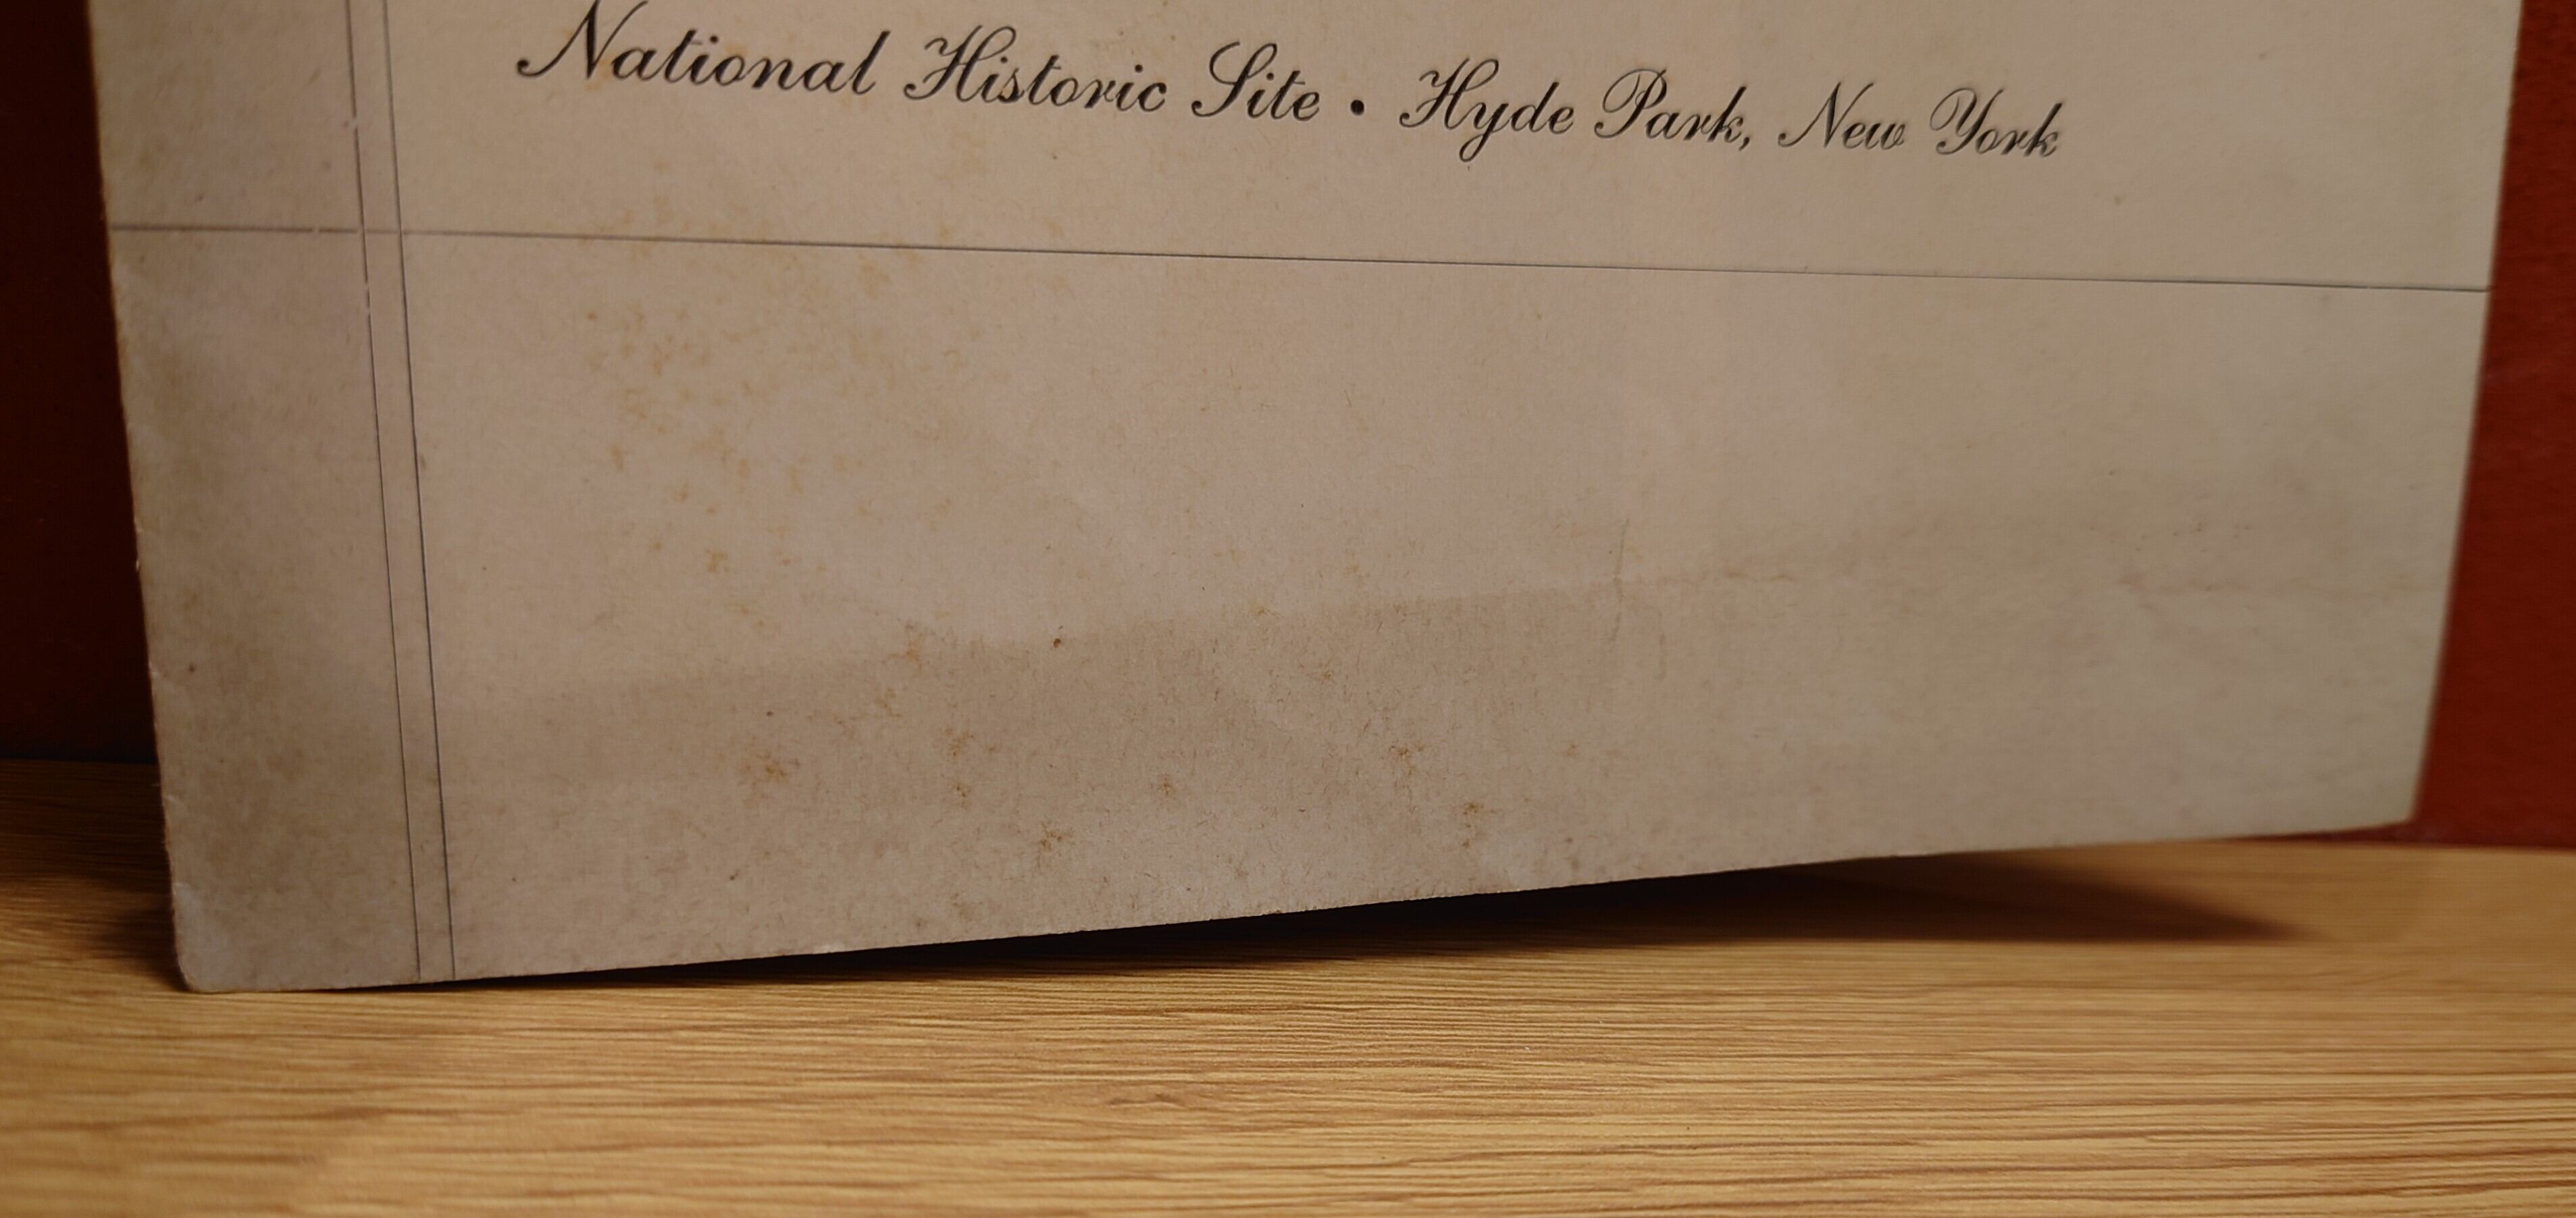 National Historic Site • Hyde Park, New York